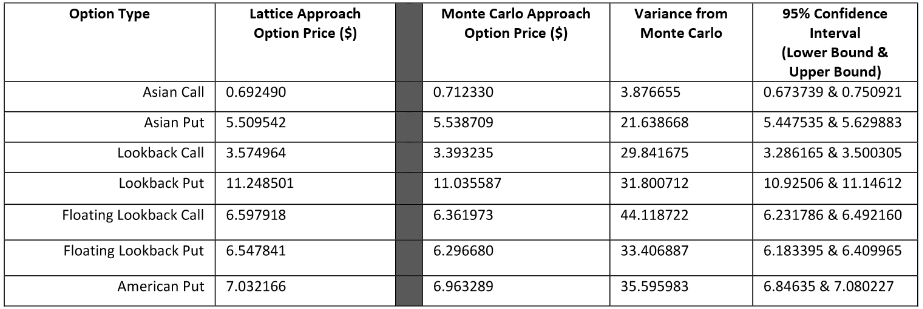 Option Type
Lattice Approach
Option Price ($)
Monte Carlo Approach
Option Price ($)
Variance from
Monte Carlo
95% Confidence
Interval
(Lower Bound &
Upper Bound)
Asian Call 0.692490 0.712330 3.876655 0.673739 & 0.750921
Asian Put 5.509542 5.538709 21.638668 5.447535 & 5.629883
Lookback Call 3.574964 3.393235 29.841675 3.286165 & 3.500305
Lookback Put 11.248501 11.035587 31.800712 10.92506 & 11.14612
Floating Lookback Call 6.597918 6.361973 44.118722 6.231786 & 6.492160
Floating Lookback Put 6.547841 6.296680 33.406887 6.183395 & 6.409965
American Put 7.032166 6.963289 35.595983 6.84635 & 7.080227